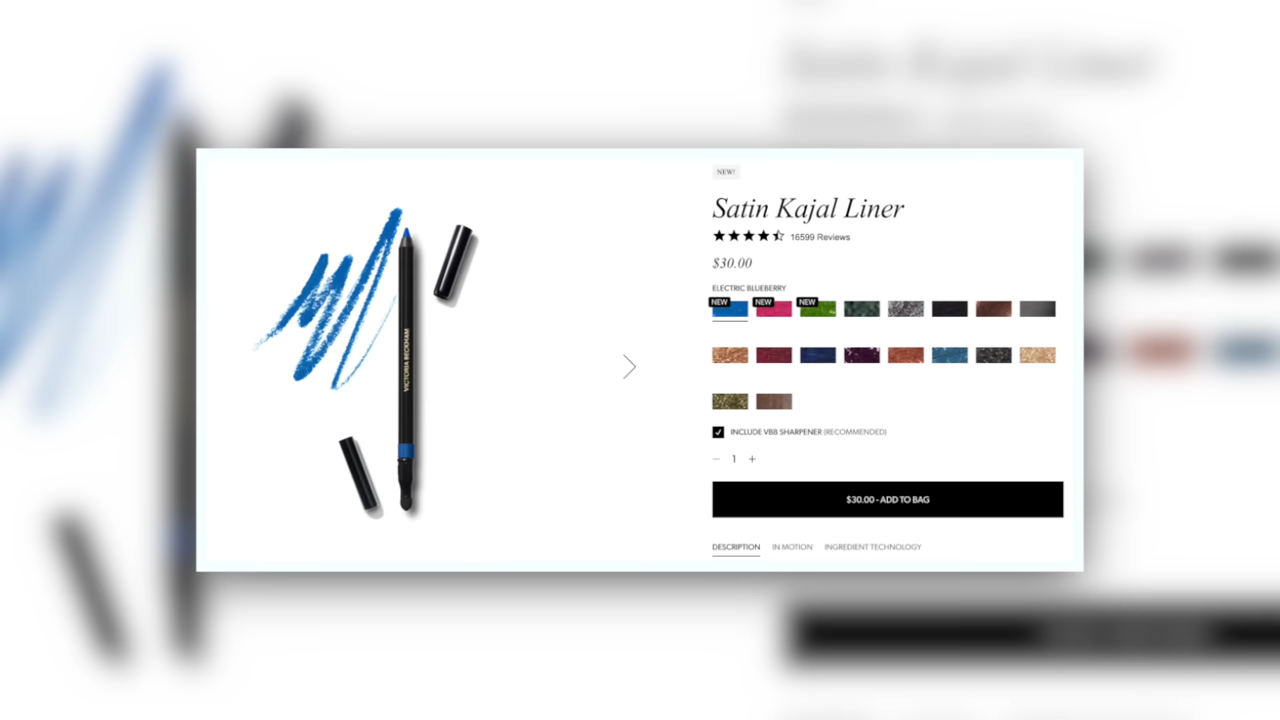 NEW!
Satin Kajal Liner
16599 Reviews
$30.00
ELECTRIC BLUEBERRY
NEW NEW NEW
INCLUDE VBB SHARPENER (RECOMMENDED)
− 1 +
$30.00 - ADD TO BAG
DESCRIPTION IN MOTION INGREDIENT TECHNOLOGY
VICTORIA BECKHAM